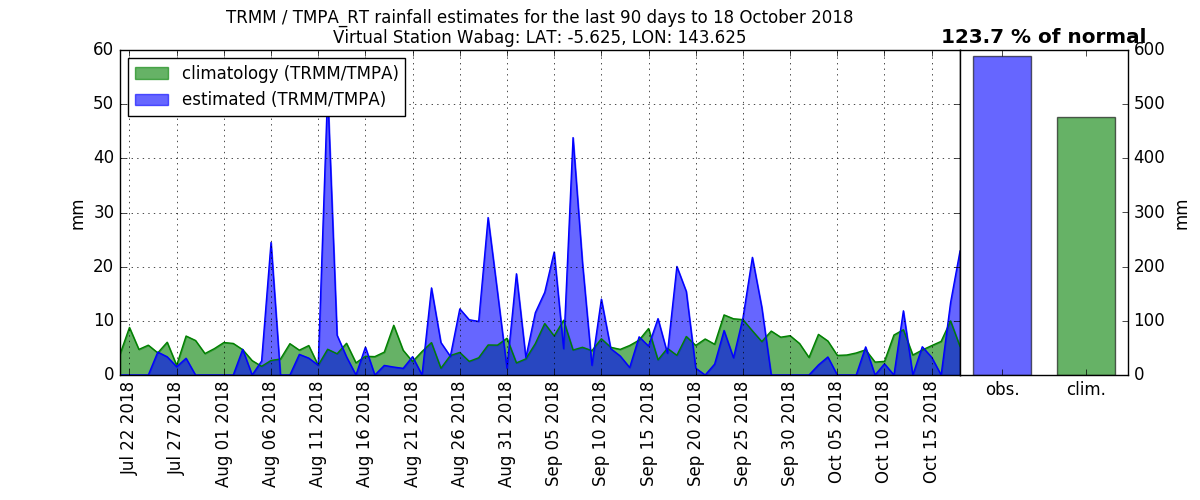 TRMM / TMPA_RT rainfall estimates for the last 90 days to 18 October 2018
Virtual Station Wabag: LAT: -5.625, LON: 143.625
123.7 % of normal
climatology (TRMM/TMPA)
estimated (TRMM/TMPA)
60
50
40
30
20
10
0
mm
Jul 22 2018
Jul 27 2018
Aug 01 2018
Aug 06 2018
Aug 11 2018
Aug 16 2018
Aug 21 2018
Aug 26 2018
Aug 31 2018
Sep 05 2018
Sep 10 2018
Sep 15 2018
Sep 20 2018
Sep 25 2018
Sep 30 2018
Oct 05 2018
Oct 10 2018
Oct 15 2018
obs.
clim.
600
500
400
300
200
100
0
mm